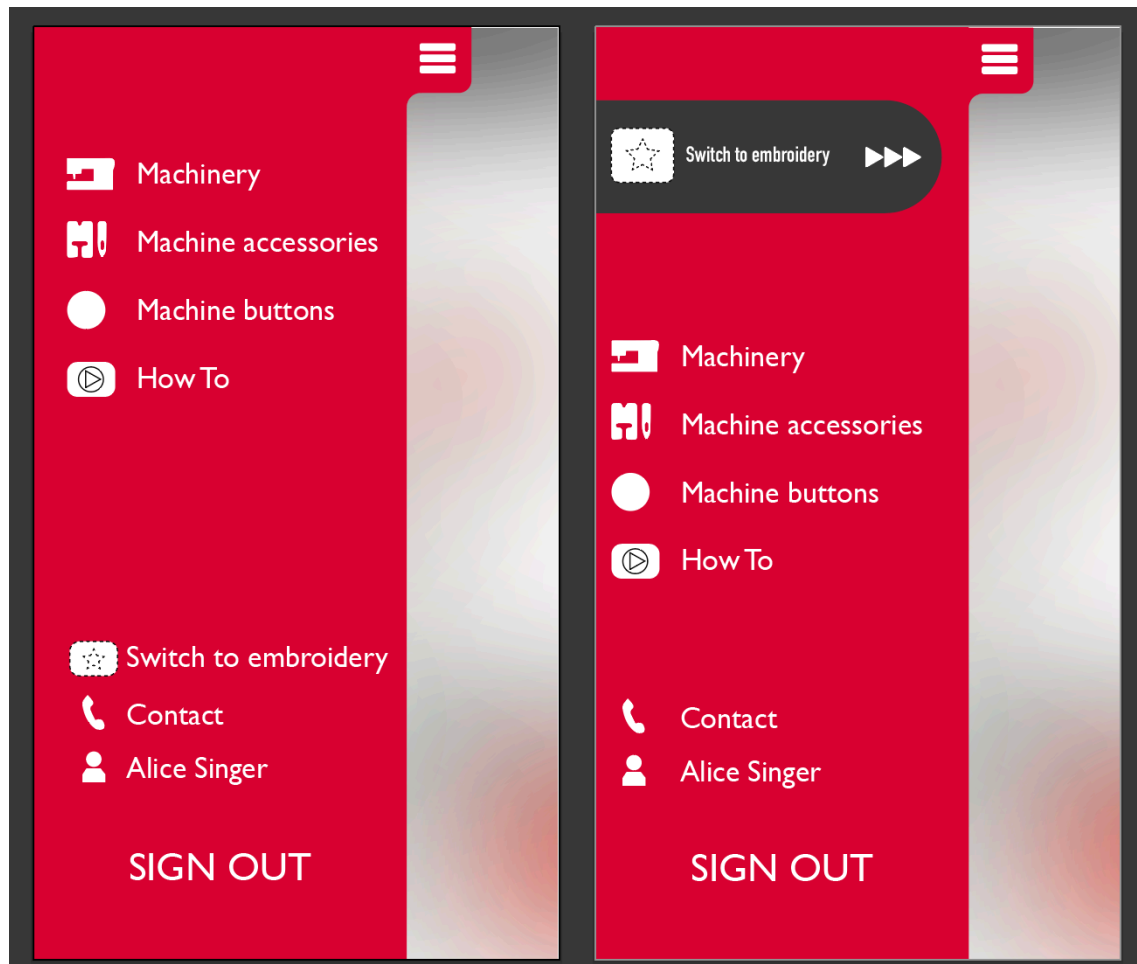 Machinery
Machine accessories
Machine buttons
How To
Switch to embroidery
Contact
Alice Singer
SIGN OUT
Switch to embroidery
Machinery
Machine accessories
Machine buttons
How To
Contact
Alice Singer
SIGN OUT